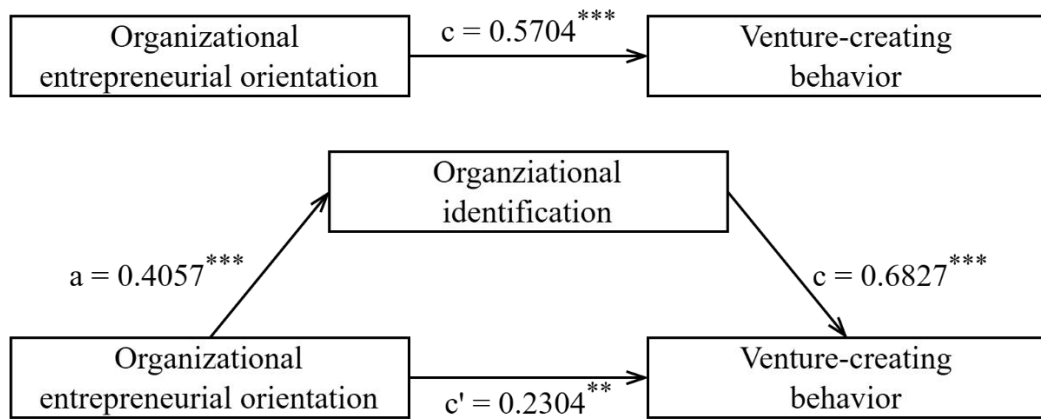 Organizational
entrepreneurial orientation
c = 0.5704***
Venture-creating
behavior
Organziational
identification
a = 0.4057***
c = 0.6827***
Organizational
entrepreneurial orientation
c' = 0.2304**
Venture-creating
behavior